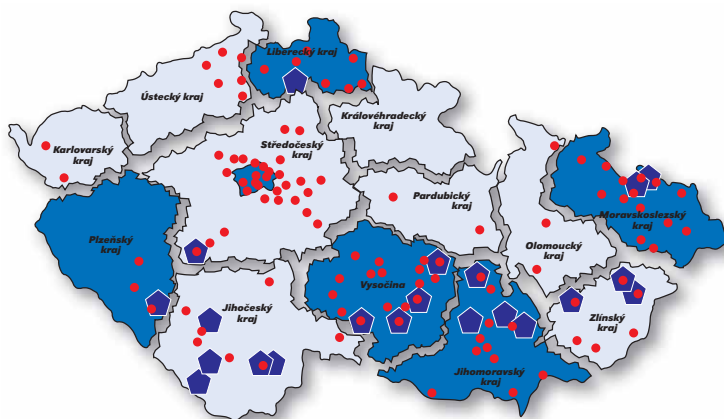 Liberecký kraj
Ústecký kraj
Královéhradecký
kraj
Karlovarský
kraj
Středočeský
kraj
Pardubický
kraj
Moravskoslezský
kraj
Olomoucký
kraj
Plzeňský
kraj
Vysočina
Jihočeský
kraj
Zlínský
kraj
Jihomoravský
kraj